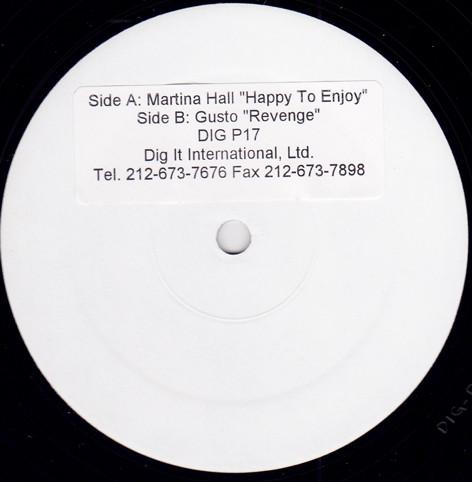 Side A: Martina Hall "Happy To Enjoy"
Side B: Gusto "Revenge"
DIG P17
Dig It International, Ltd.
Tel. 212-673-7676 Fax 212-673-7898